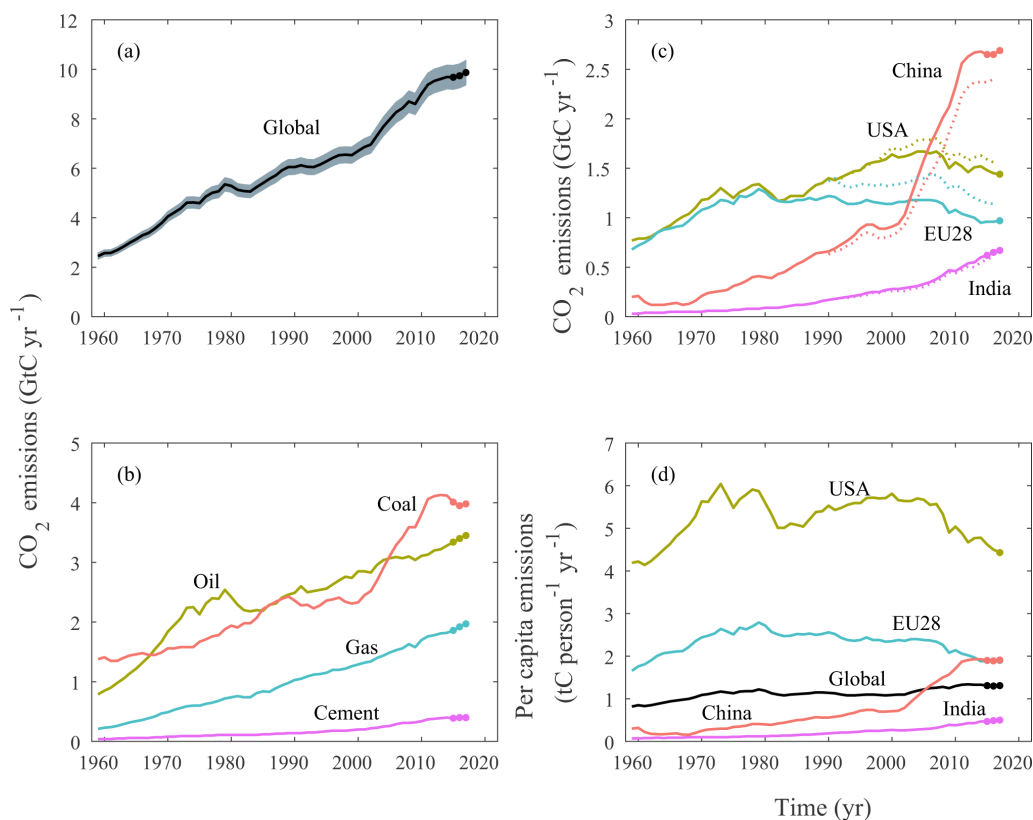 CO2 emissions (GtC yr−1)
(a)
Global
12
10
8
6
4
2
0
1960 1970 1980 1990 2000 2010 2020
CO2 emissions (GtC yr−1)
(c)
China
USA
EU28
India
3
2.5
2
1.5
1
0.5
0
1960 1970 1980 1990 2000 2010 2020
(b)
Coal
Oil
Gas
Cement
5
4
3
2
1
0
1960 1970 1980 1990 2000 2010 2020
Per capita emissions
(tC person−1 yr−1)
(d)
USA
EU28
Global
China
India
7
6
5
4
3
2
1
0
1960 1970 1980 1990 2000 2010 2020
Time (yr)